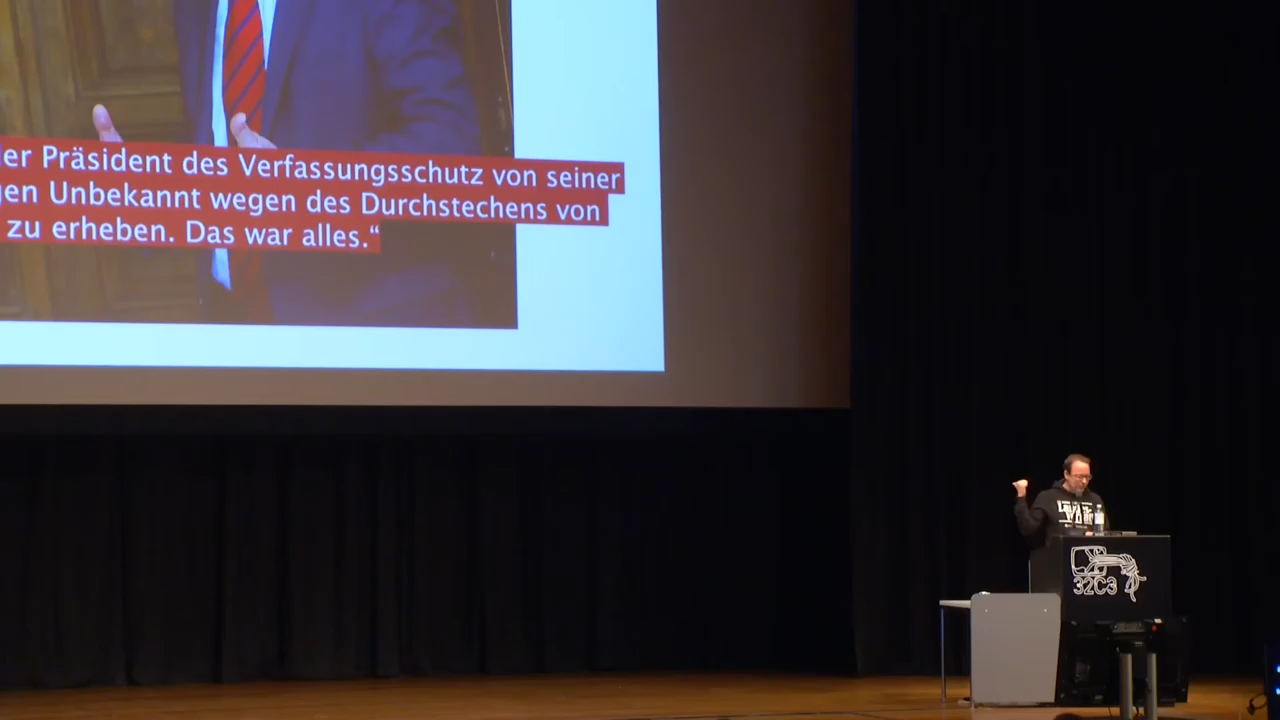 er Präsident des Verfassungsschutz von seiner
gen Unbekannt wegen des Durchstechens von
zu erheben. Das war alles.“
32C3